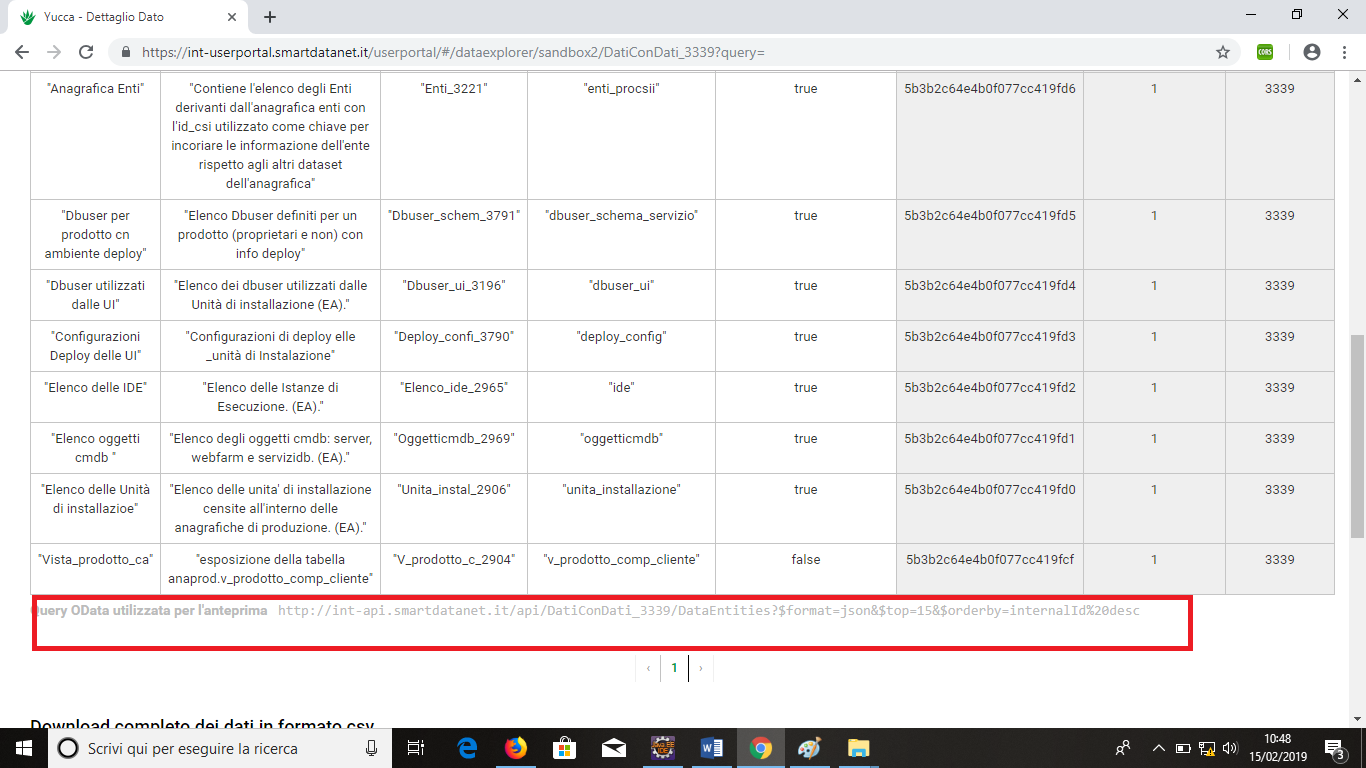 Yucca - Dettaglio Dato
https://int-userportal.smartdatanet.it/userportal/#/dataexplorer/sandbox2/DatiConDati_3339?query=
CORS
"Anagrafica Enti" "Contiene l'elenco degli Enti "Enti_3221" "enti_procsii" true 5b3b2c64e4b0f077cc419fd6 1 3339
derivanti dall'anagrafica enti con
l'id_csi utilizzato come chiave per
incoriare le informazione dell'ente
rispetto agli altri dataset
dell'anagrafica"
"Dbuser per "Elenco Dbuser definiti per un "Dbuser_schem_3791" "dbuser_schema_servizio" true 5b3b2c64e4b0f077cc419fd5 1 3339
prodotto cn prodotto (proprietari e non) con
ambiente deploy" info deploy"
"Dbuser utilizzati "Elenco dei dbuser utilizzati dalle "Dbuser_ui_3196" "dbuser_ui" true 5b3b2c64e4b0f077cc419fd4 1 3339
dalle UI" Unità di installazione (EA)."
"Configurazioni "Configurazioni di deploy elle "Deploy_confi_3790" "deploy_config" true 5b3b2c64e4b0f077cc419fd3 1 3339
Deploy delle UI" _unità di Instalazione"
"Elenco delle IDE" "Elenco delle Istanze di "Elenco_ide_2965" "ide" true 5b3b2c64e4b0f077cc419fd2 1 3339
Esecuzione. (EA)."
"Elenco oggetti "Elenco degli oggetti cmdb: server, "Oggetticmdb_2969" "oggetticmdb" true 5b3b2c64e4b0f077cc419fd1 1 3339
cmdb " webfarm e servizidb. (EA)."
"Elenco delle Unità "Elenco delle unita' di installazione "Unita_instal_2906" "unita_installazione" true 5b3b2c64e4b0f077cc419fd0 1 3339
di installazioe" censite all'interno delle
anagrafiche di produzione. (EA)."
"Vista_prodotto_ca" "esposizione della tabella "V_prodotto_c_2904" "v_prodotto_comp_cliente" false 5b3b2c64e4b0f077cc419fcf 1 3339
anaprod.v_prodotto_comp_cliente"
Query OData utilizzata per l'anteprima http://int-api.smartdatanet.it/api/DatiConDati_3339/DataEntities?$format=json&$top=15&$orderby=internalId%20desc
‹ 1 ›
Download completo dei dati in formato csv
Scrivi qui per eseguire la ricerca
10:48
15/02/2019
3